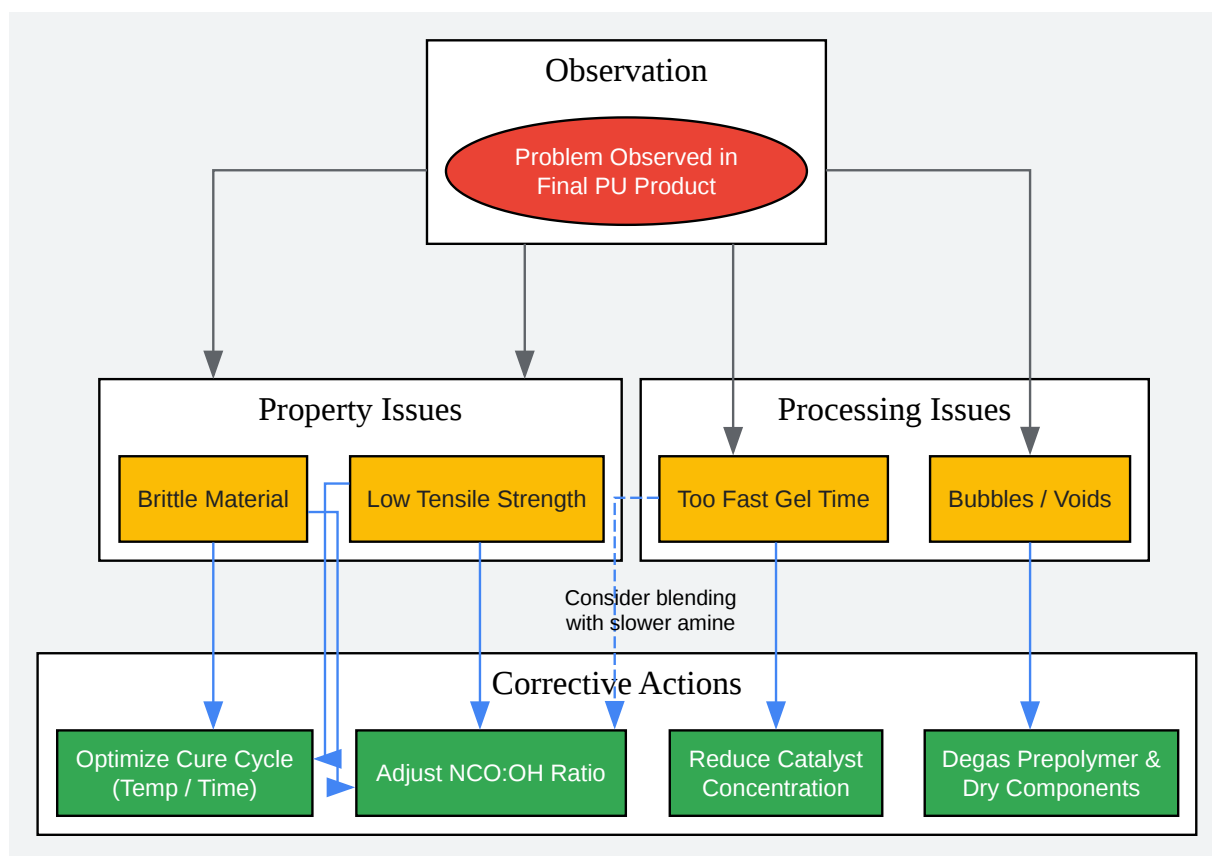 Observation
Problem Observed in
Final PU Product
Property Issues
Processing Issues
Brittle Material
Low Tensile Strength
Too Fast Gel Time
Bubbles / Voids
Consider blending
with slower amine
Corrective Actions
Optimize Cure Cycle
(Temp / Time)
Adjust NCO:OH Ratio
Reduce Catalyst
Concentration
Degas Prepolymer &
Dry Components